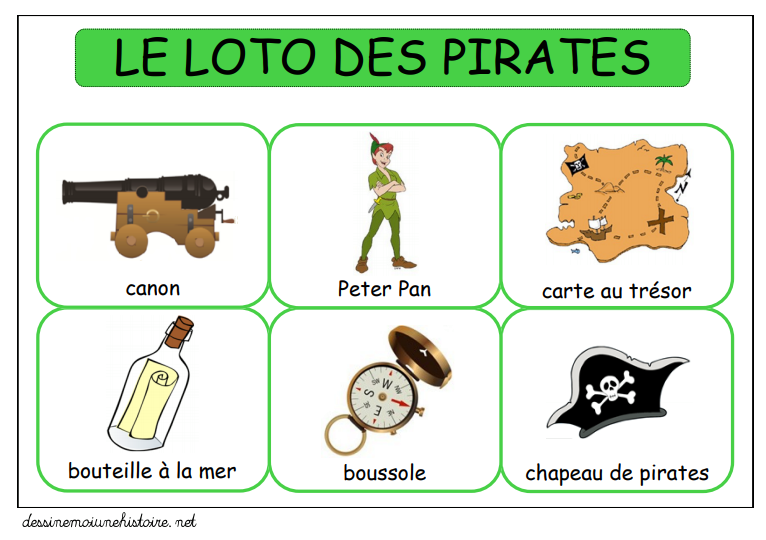 LE LOTO DES PIRATES
canon
Peter Pan
carte au trésor
N
bouteille à la mer
W
S
E
boussole
chapeau de pirates
dessinemoiunehistoire.net